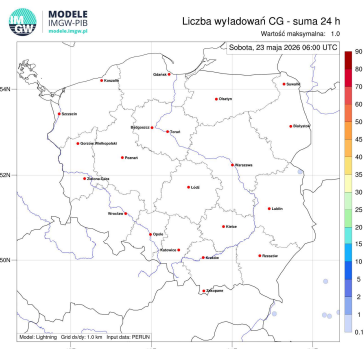 IM
GW
MODELE
IMGW-PIB
modele.imgw.pl
Liczba wyładowań CG - suma 24 h
Wartość maksymalna: 1.0
Sobota, 23 maja 2026 06:00 UTC
54N
52N
50N
Gdańsk
Koszalin
Suwałki
Olsztyn
Szczecin
Białystok
Bydgoszcz
Toruń
Gorzów Wielkopolski
Poznań
Warszawa
Zielona Góra
Łódź
Wrocław
Lublin
Kielce
Opole
Katowice
Kraków
Rzeszów
Zakopane
90
80
70
60
50
45
40
35
30
25
20
15
10
5
2
1
0.1
Model: Lightning Grid dx/dy: 1.0 km Input data: PERUN